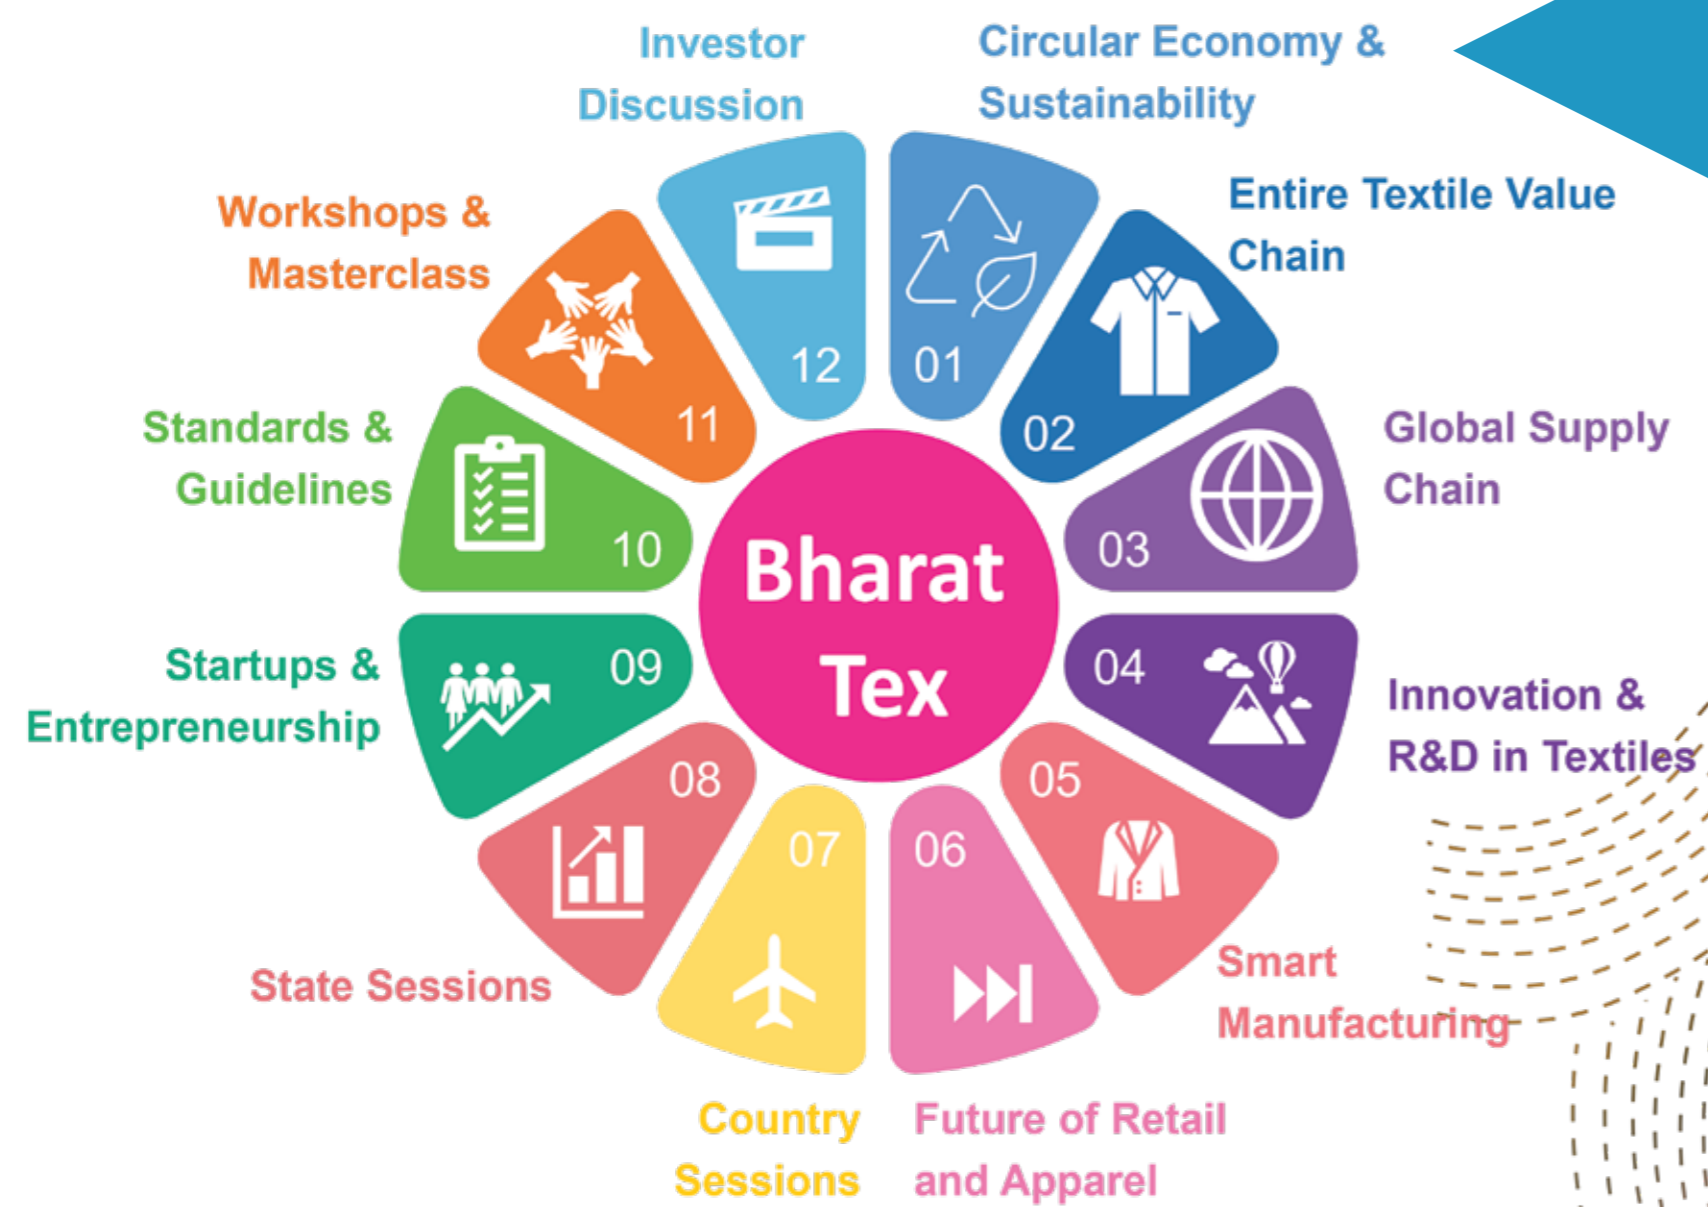 Investor
Discussion
12
Circular Economy &
Sustainability
01
Entire Textile Value
Chain
02
Global Supply
Chain
03
Innovation &
R&D in Textiles
04
Smart
Manufacturing
05
Future of Retail
and Apparel
06
Country
Sessions
07
State Sessions
08
Startups &
Entrepreneurship
09
Standards &
Guidelines
10
Workshops &
Masterclass
11
Bharat
Tex